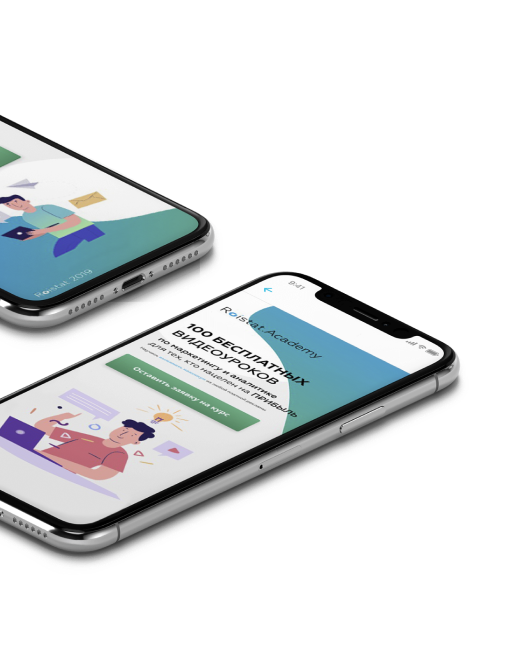 Roistat 2019
9:41
Roistat Academy
100 БЕСПЛАТНЫХ
ВИДЕОУРОКОВ
по маркетингу и аналитике
для тех, кто нацелен на ПРИБЫЛЬ
Оставить заявку на курс